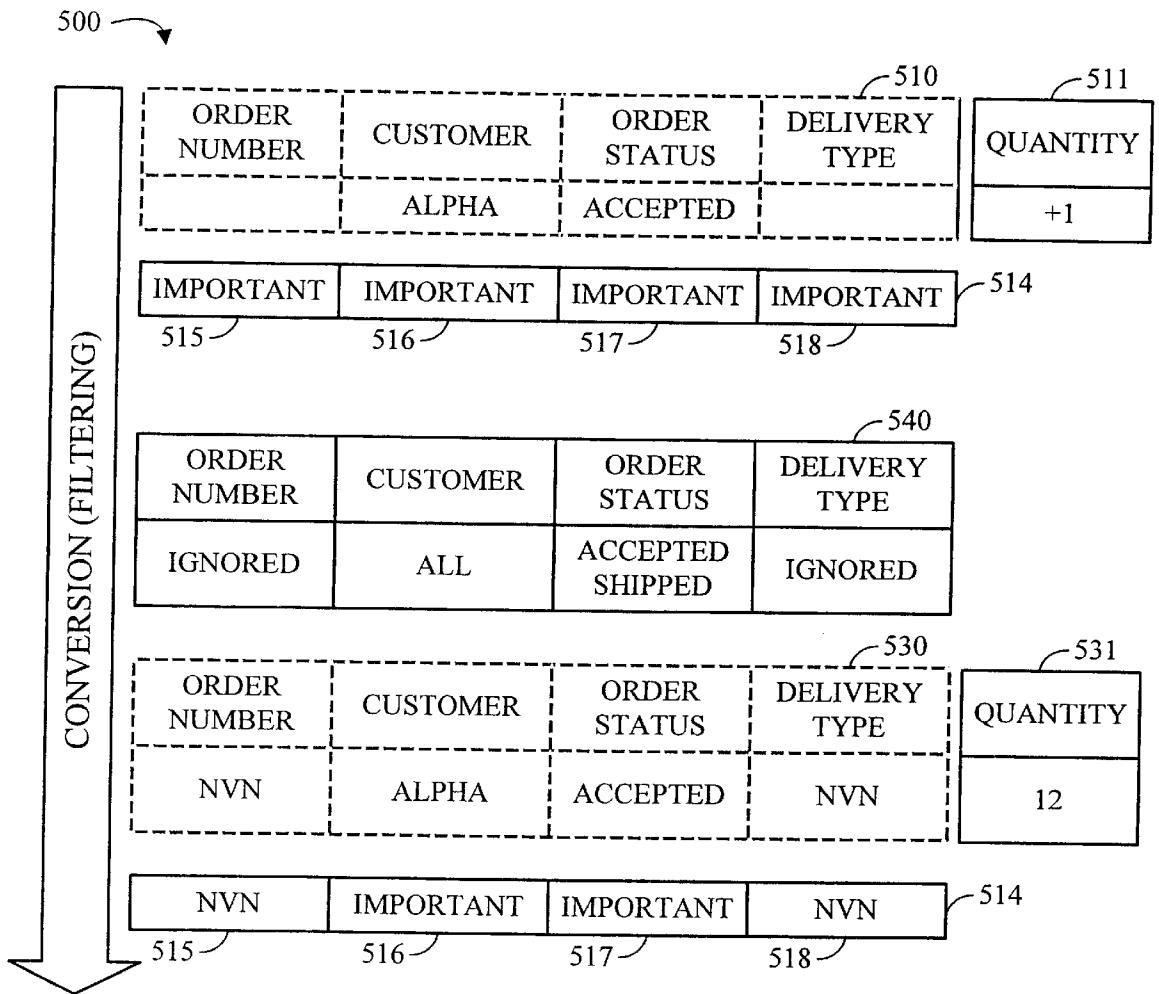 500
510
511
ORDER
NUMBER
CUSTOMER
ORDER
STATUS
DELIVERY
TYPE
QUANTITY
ALPHA
ACCEPTED
+1
IMPORTANT
IMPORTANT
IMPORTANT
IMPORTANT
514
515
516
517
518
CONVERSION (FILTERING)
540
ORDER
NUMBER
CUSTOMER
ORDER
STATUS
DELIVERY
TYPE
IGNORED
ALL
ACCEPTED
SHIPPED
IGNORED
530
531
ORDER
NUMBER
CUSTOMER
ORDER
STATUS
DELIVERY
TYPE
QUANTITY
NVN
ALPHA
ACCEPTED
NVN
12
NVN
IMPORTANT
IMPORTANT
NVN
514
515
516
517
518